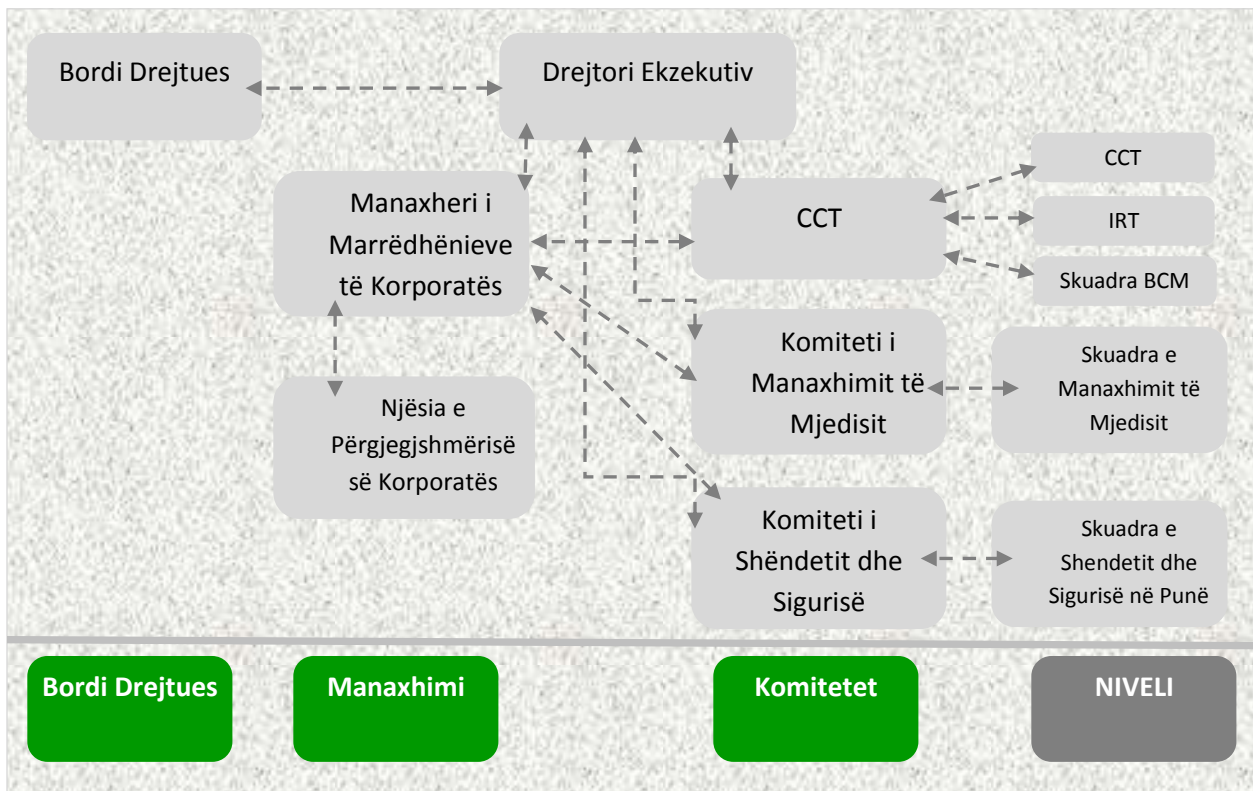 Bordi Drejtues
Drejtori Ekzekutiv
Manaxheri i
Marrëdhënieve
të Korporatës
CCT
CCT
IRT
Skuadra BCM
Njësia e
Përgjegjshmërisë
së Korporatës
Komiteti i
Manaxhimit të
Mjedisit
Skuadra e
Manaxhimit të
Mjedisit
Komiteti i
Shëndetit dhe
Sigurisë
Skuadra e
Shendetit dhe
Sigurisë në Punë
Bordi Drejtues
Manaxhimi
Komitetet
NIVELI